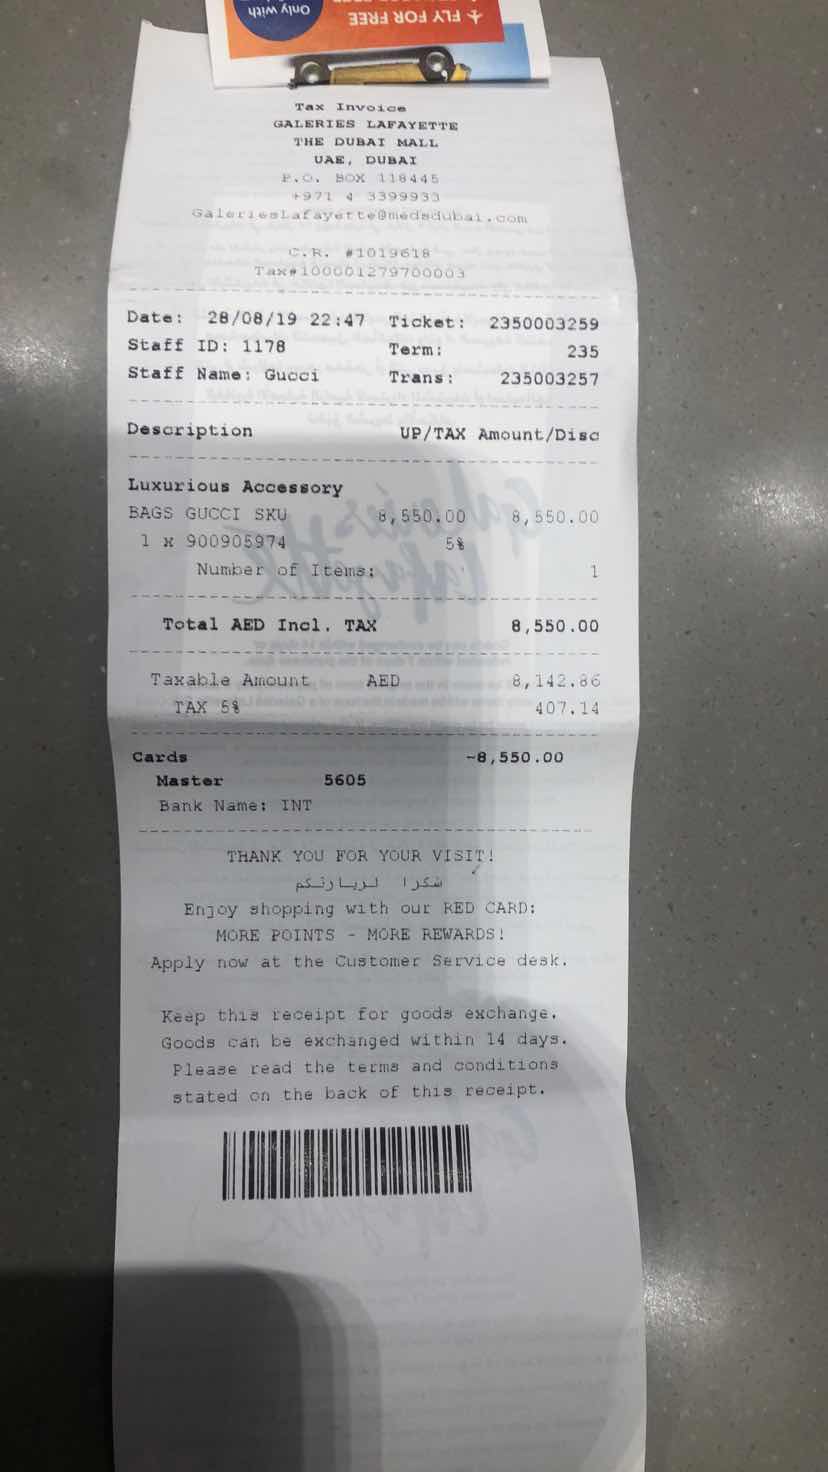 Only with
FLY FOR FREE
Tax Invoice
GALERIES LAFAYETTE
THE DUBAI MALL
UAE, DUBAI
P.O. BOX 118445
+971 4 3399933
GaleriesLafayette@medsdubai.com
C.R. #1019618
Tax#100001279700003
Date: 28/08/19 22:47 Ticket: 2350003259
Staff ID: 1178 Term: 235
Staff Name: Gucci Trans: 235003257
Description UP/TAX Amount/Disc
Luxurious Accessory
BAGS GUCCI SKU 8,550.00 8,550.00
1 x 900905974 5%
Number of Items: 1
Total AED Incl. TAX 8,550.00
Taxable Amount AED 8,142.86
TAX 5% 407.14
Cards -8,550.00
Master 5605
Bank Name: INT
THANK YOU FOR YOUR VISIT!
شكرا لزيارتكم
Enjoy shopping with our RED CARD:
MORE POINTS - MORE REWARDS!
Apply now at the Customer Service desk.
Keep this receipt for goods exchange.
Goods can be exchanged within 14 days.
Please read the terms and conditions
stated on the back of this receipt.